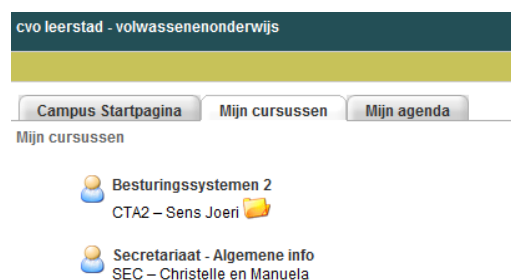 cvo leerstad - volwassenenonderwijs
Campus Startpagina Mijn cursussen Mijn agenda
Mijn cursussen
Besturingssystemen 2
CTA2 – Sens Joeri
Secretariaat - Algemene info
SEC – Christelle en Manuela